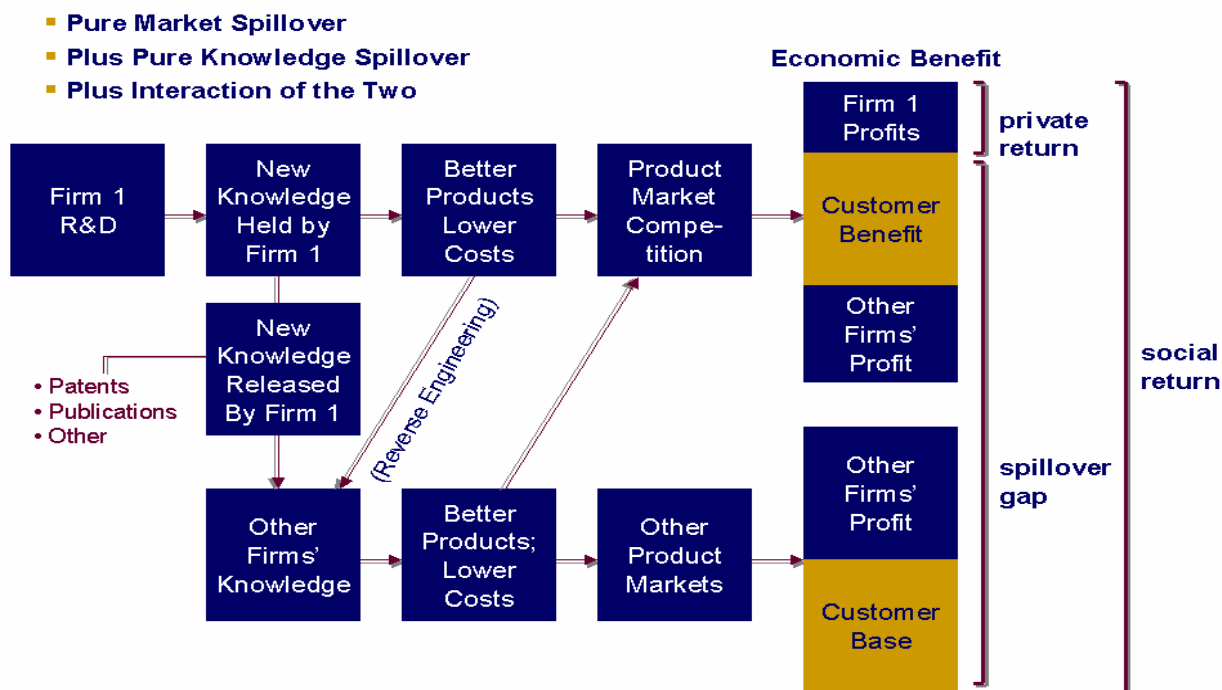 ▪ Pure Market Spillover
▪ Plus Pure Knowledge Spillover
▪ Plus Interaction of the Two
Economic Benefit
Firm 1
Profits
private
return
Firm 1
R&D
New
Knowledge
Held by
Firm 1
Better
Products
Lower
Costs
Product
Market
Compe-
tition
Customer
Benefit
New
Knowledge
Released
By Firm 1
(Reverse Engineering)
Other
Firms'
Profit
social
return
• Patents
• Publications
• Other
Other
Firms'
Knowledge
Better
Products;
Lower
Costs
Other
Product
Markets
Other
Firms'
Profit
spillover
gap
Customer
Base